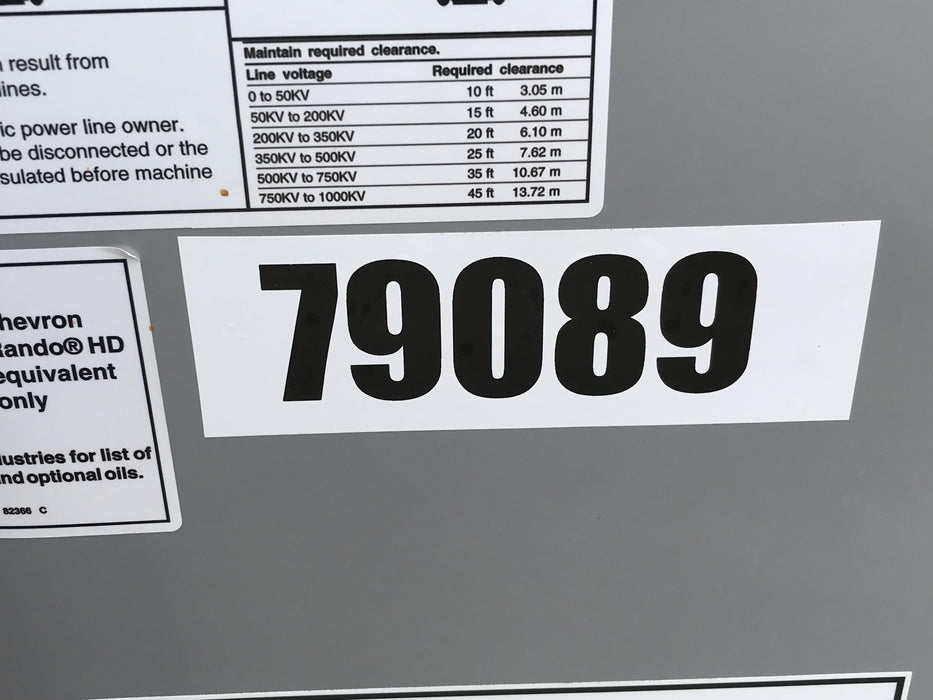 result from
ines.
ic power line owner.
be disconnected or the
sulated before machine
Maintain required clearance.
Line voltage Required clearance
0 to 50KV 10 ft 3.05 m
50KV to 200KV 15 ft 4.60 m
200KV to 350KV 20 ft 6.10 m
350KV to 500KV 25 ft 7.62 m
500KV to 750KV 35 ft 10.67 m
750KV to 1000KV 45 ft 13.72 m
79089
hevron
ando® HD
equivalent
only
ustries for list of
nd optional oils.
82366 C